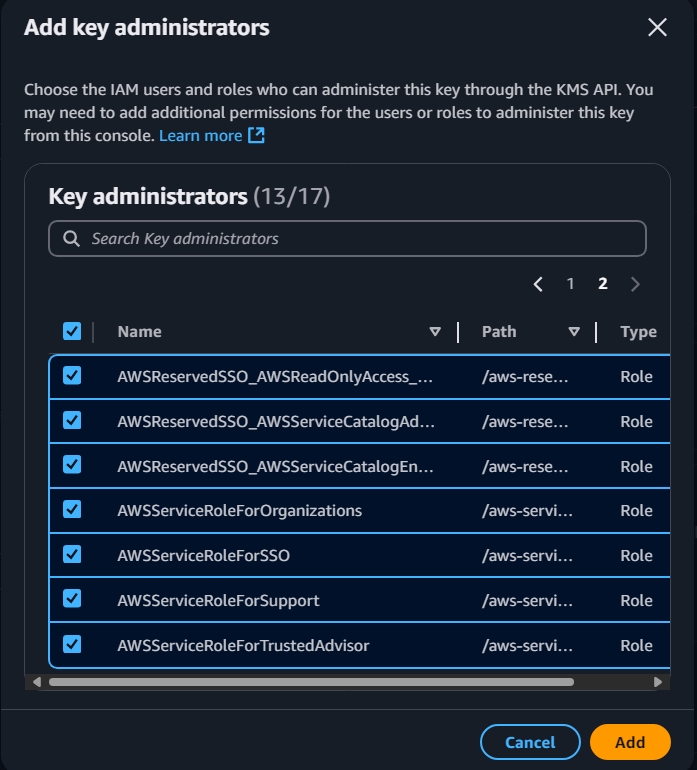 Add key administrators
Choose the IAM users and roles who can administer this key through the KMS API. You
may need to add additional permissions for the users or roles to administer this key
from this console. Learn more
Key administrators (13/17)
Search Key administrators
1 2
Name Path Type
AWSReservedSSO_AWSReadOnlyAccess_... /aws-rese... Role
AWSReservedSSO_AWSServiceCatalogAd... /aws-rese... Role
AWSReservedSSO_AWSServiceCatalogEn... /aws-rese... Role
AWSServiceRoleForOrganizations /aws-servi... Role
AWSServiceRoleForSSO /aws-servi... Role
AWSServiceRoleForSupport /aws-servi... Role
AWSServiceRoleForTrustedAdvisor /aws-servi... Role
Cancel Add